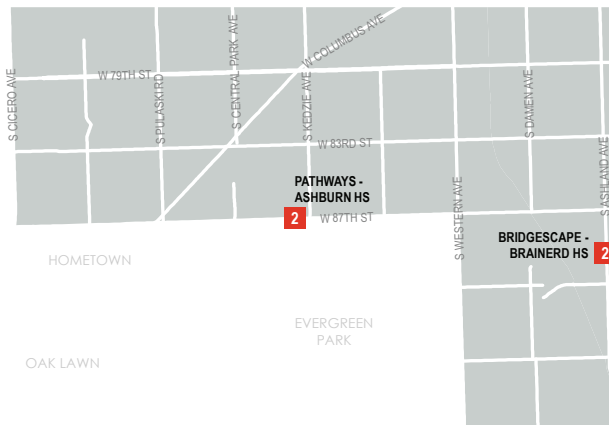 W COLUMBUS AVE
S CENTRAL PARK AVE
W 79TH ST
S CICERO AVE
S PULASKI RD
S KEDZIE AVE
S DAMEN AVE
W 83RD ST
S ASHLAND AVE
PATHWAYS -
ASHBURN HS
2
W 87TH ST
S WESTERN AVE
BRIDGESCAPE -
BRAINERD HS
2
HOMETOWN
EVERGREEN
PARK
OAK LAWN